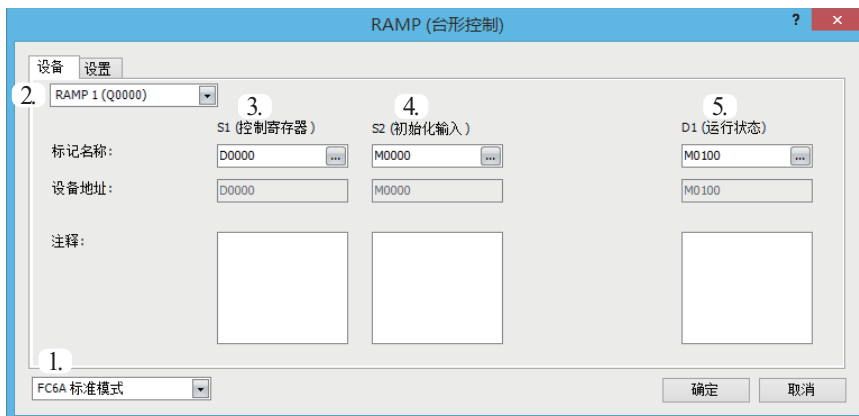 RAMP (台形控制)
? ×
设备 设置
2. RAMP 1 (Q0000)
3. 4. 5.
S1 (控制寄存器) S2 (初始化输入) D1 (运行状态)
标记名称: D0000 ... M0000 ... M0100 ...
设备地址: D0000 M0000 M0100
注释:
1.
FC6A 标准模式 确定 取消